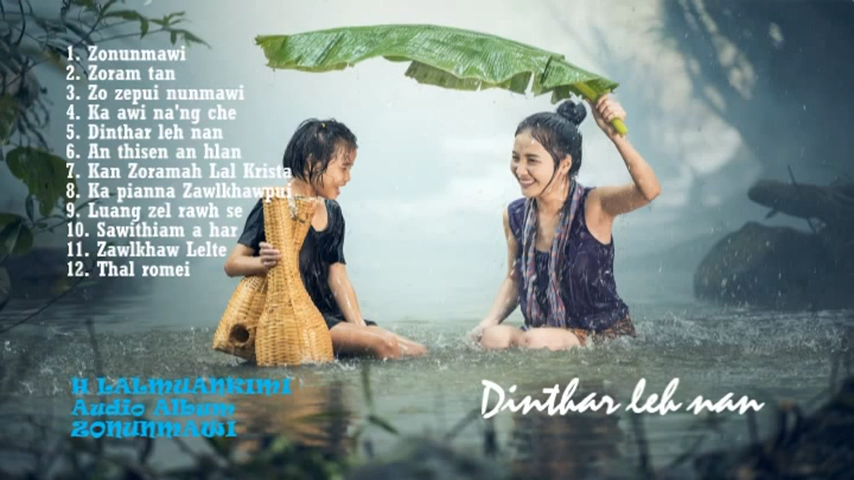 1. Zonunmawi
2. Zoram tan
3. Zo zepui nunmawi
4. Ka awi na'ng che
5. Dinthar leh nan
6. An thisen an hlan
7. Kan Zoramah Lal Krista
8. Ka pianna Zawlkhawpui
9. Luang zel rawh se
10. Sawithiam a har
11. Zawlkhaw Lelte
12. Thal romei
H LALMUANKIMI
Audio Album
ZONUNMAWI
Dinthar leh nan